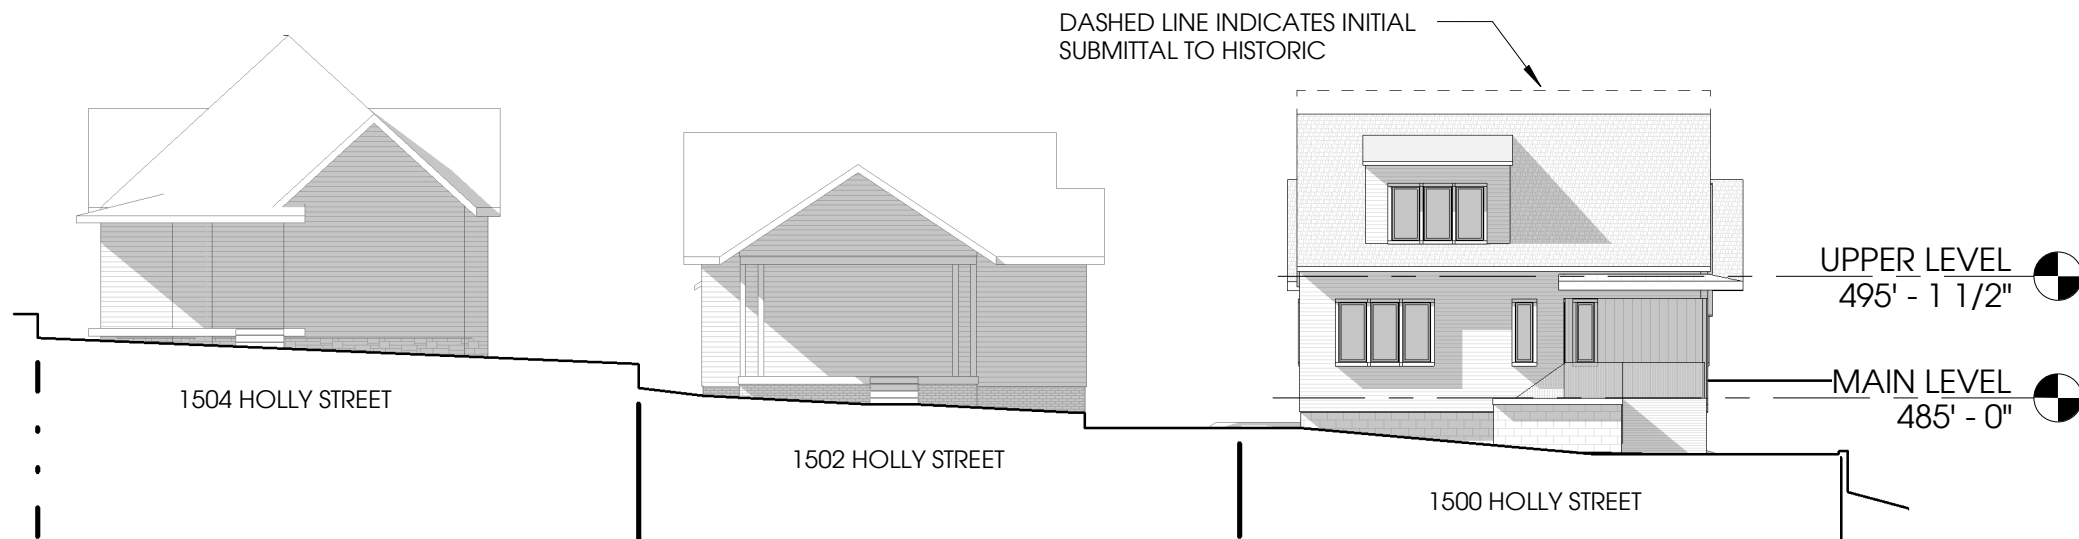 DASHED LINE INDICATES INITIAL
SUBMITTAL TO HISTORIC
UPPER LEVEL
495' - 1 1/2"
MAIN LEVEL
485' - 0"
1504 HOLLY STREET
1502 HOLLY STREET
1500 HOLLY STREET